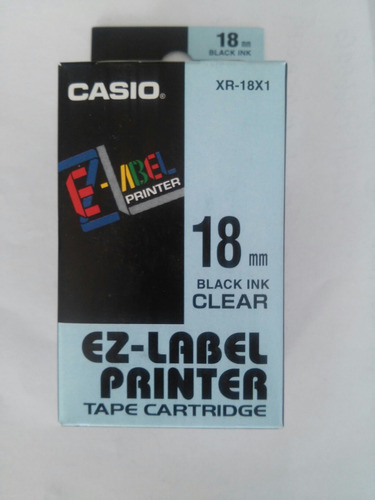 18 mm
BLACK INK
CASIO®
XR-18X1
EZ-LABEL
PRINTER
18 mm
BLACK INK
CLEAR
EZ-LABEL
PRINTER
TAPE CARTRIDGE